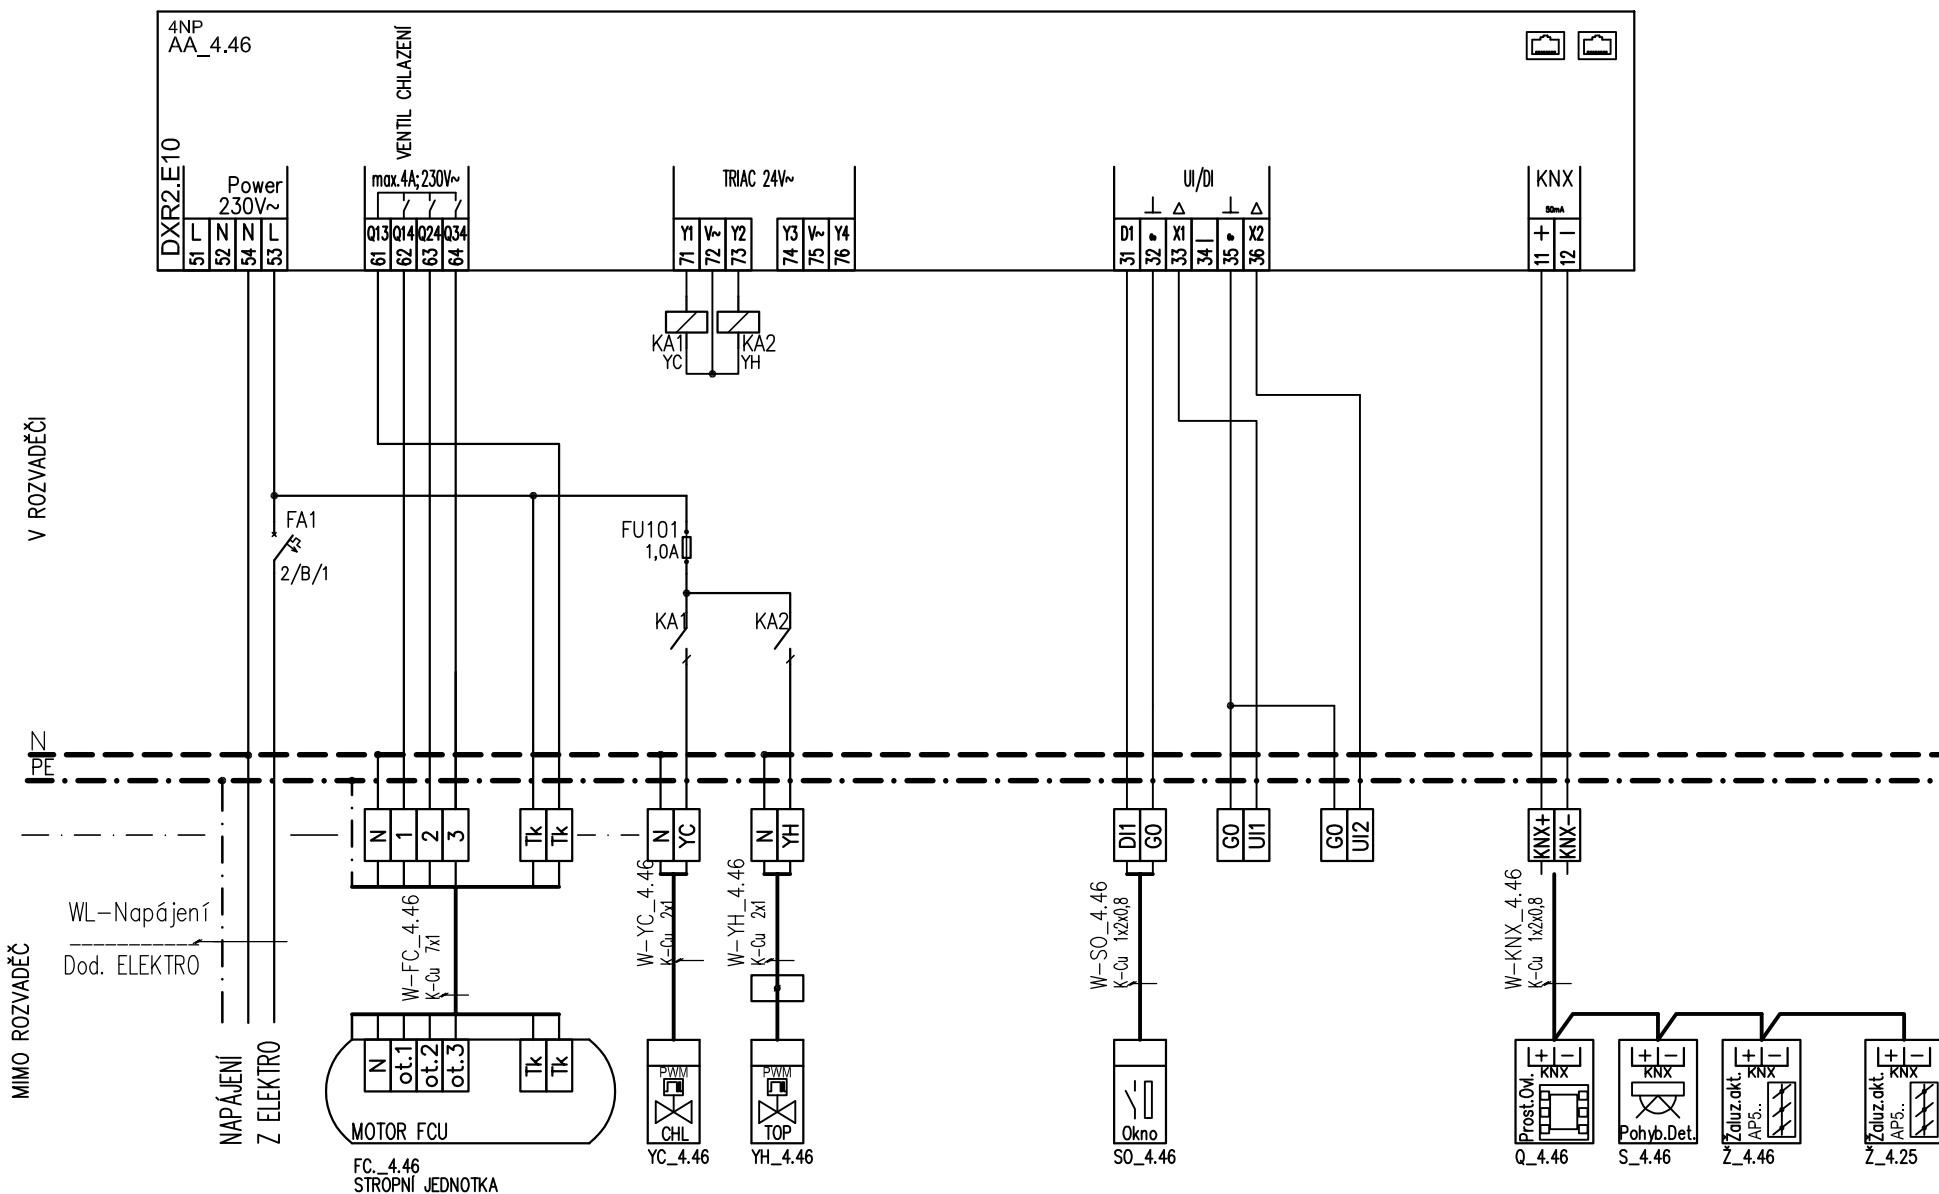 4NP
AA_4.46
DXR2.E10
VENTIL CHLAZENÍ
Power
230V~
max.4A;230V~
TRIAC 24V~
UI/DI
KNX
50mA
L N N L
51 52 54 53
Q13 Q14 Q24 Q34
61 62 63 64
Y1 V~ Y2
71 72 73
Y3 V~ Y4
74 75 76
D1 X1 X2
31 32 33 34 35 36
+ −
11 12
KA1
YC
KA2
YH
V ROZVADĚČI
FA1
2/B/1
FU101
1,0A
KA1
KA2
N
PE
N 1 2 3
Tk Tk
N YC
N YH
DI1 G0
G0 UI1
G0 UI2
KNX+ KNX-
MIMO ROZVADĚČ
WL-Napájení
Dod. ELEKTRO
NAPÁJENÍ
Z ELEKTRO
W-FC_4.46
K-Cu 7x1
W-YC_4.46
K-Cu 2x1
W-YH_4.46
K-Cu 2x1
W-SO_4.46
K-Cu 1x2x0,8
W-KNX_4.46
K-Cu 1x2x0,8
N ot.1 ot.2 ot.3
Tk Tk
MOTOR FCU
FC._4.46
STROPNÍ JEDNOTKA
PWM
CHL
YC_4.46
PWM
TOP
YH_4.46
Okno
SO_4.46
+ −
KNX
Prost.Ovl.
Q_4.46
+ −
KNX
Pohyb.Det.
S_4.46
+ −
KNX
Žaluz.akt.
AP5..
Ž_4.46
+ −
KNX
Žaluz.akt.
AP5..
Ž_4.25